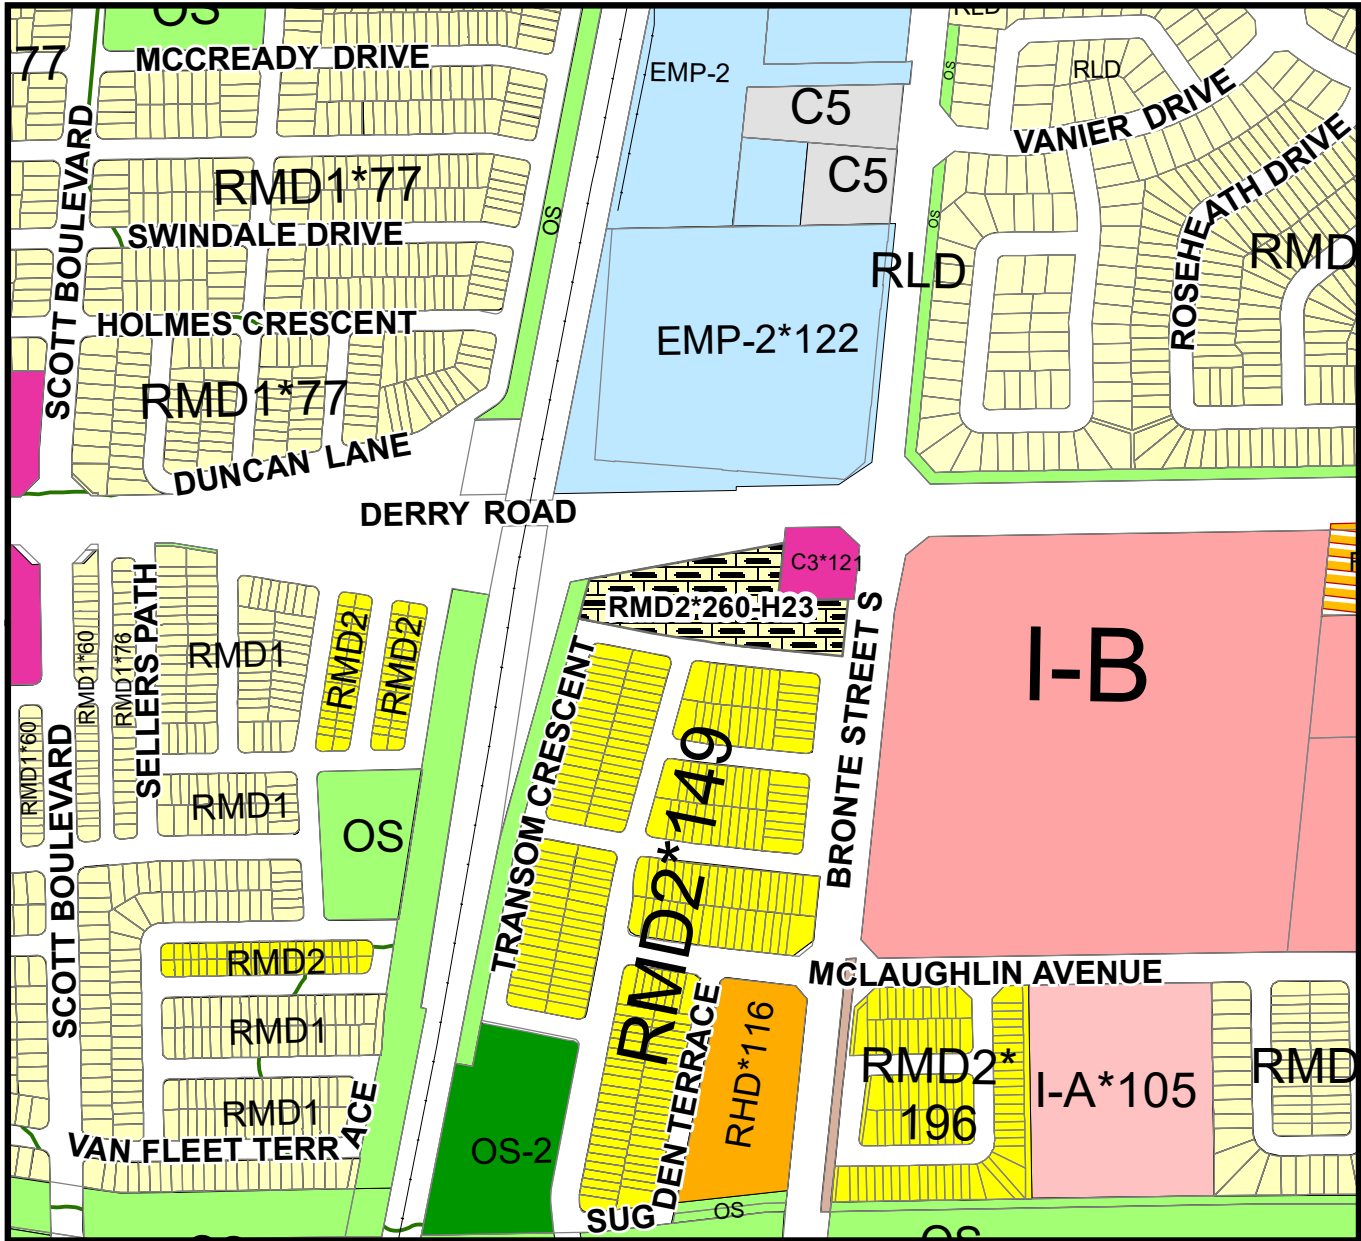 OS
RLD
77
MCCREADY DRIVE
EMP-2
OS
RLD
C5
VANIER DRIVE
SCOTT BOULEVARD
RMD1*77
C5
ROSEHEATH DRIVE
OS
OS
SWINDALE DRIVE
RLD
RMD
HOLMES CRESCENT
EMP-2*122
RMD1*77
DUNCAN LANE
DERRY ROAD
C3*121
RMD2*260-H23
SELLERS PATH
RMD1*60
RMD1*76
RMD1
RMD2
RMD2
TRANSOM CRESCENT
BRONTE STREET S
I-B
RMD1*60
SCOTT BOULEVARD
RMD1
OS
RMD2*149
RMD2
MCLAUGHLIN AVENUE
RMD1
RHD*116
RMD2*
196
I-A*105
RMD
RMD1
VAN FLEET TERRACE
OS-2
SUGDEN TERRACE
OS
OS